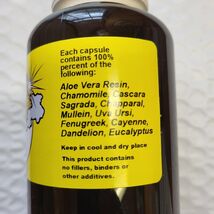 Each capsule
contains 100%
percent of the
following:
Aloe Vera Resin,
Chamomile, Cascara
Sagrada, Chapparal,
Mullein, Uva Ursi,
Fenugreek, Cayenne,
Dandelion, Eucalyptus
Keep in cool and dry place
This product contains
no fillers, binders or
other additives.